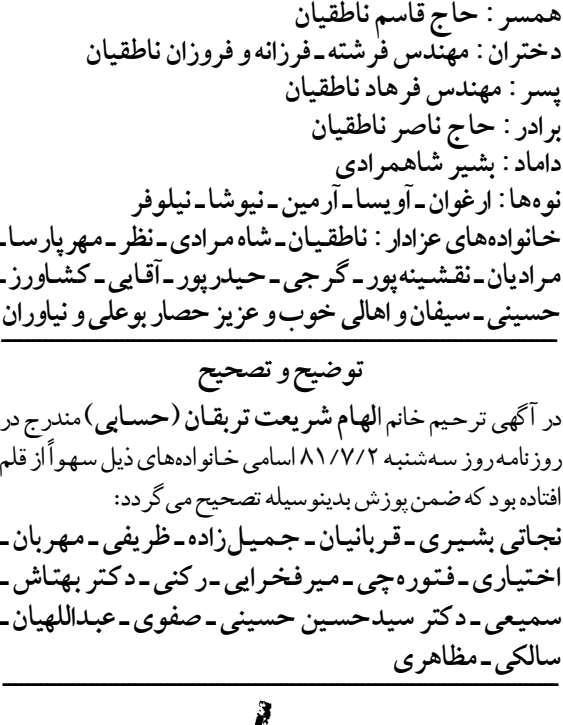 همسر : حاج قاسم ناطقیان
دختران : مهندس فرشته ـ فرزانه و فروزان ناطقیان
پسر : مهندس فرهاد ناطقیان
برادر : حاج ناصر ناطقیان
داماد : بشیر شاهمرادی
نوه‌ها : ارغوان ـ آویسا ـ آرمین ـ نیوشا ـ نیلوفر
خانواده‌های عزادار : ناطقیان ـ شاه مرادی ـ نظر ـ مهرپارسا ـ
مرادیان ـ نقشینه‌پور ـ گرجی ـ حیدرپور ـ آقایی ـ کشاورز ـ
حسینی ـ سیفان و اهالی خوب و عزیز حصار بوعلی و نیاوران
توضیح و تصحیح
در آگهی ترحیم خانم الهام شریعت تربقان (حسابی) مندرج در
روزنامه روز سه‌شنبه ۸۱/۷/۲ اسامی خانواده‌های ذیل سهواً از قلم
افتاده بود که ضمن پوزش بدینوسیله تصحیح می‌گردد:
نجاتی بشیری ـ قربانیان ـ جمیل‌زاده ـ ظریفی ـ مهربان ـ
اختیاری ـ فتوره‌چی ـ میرفخرایی ـ رکنی ـ دکتر بهتاش ـ
سمیعی ـ دکتر سیدحسین حسینی ـ صفوی ـ عبداللهیان ـ
سالکی ـ مظاهری